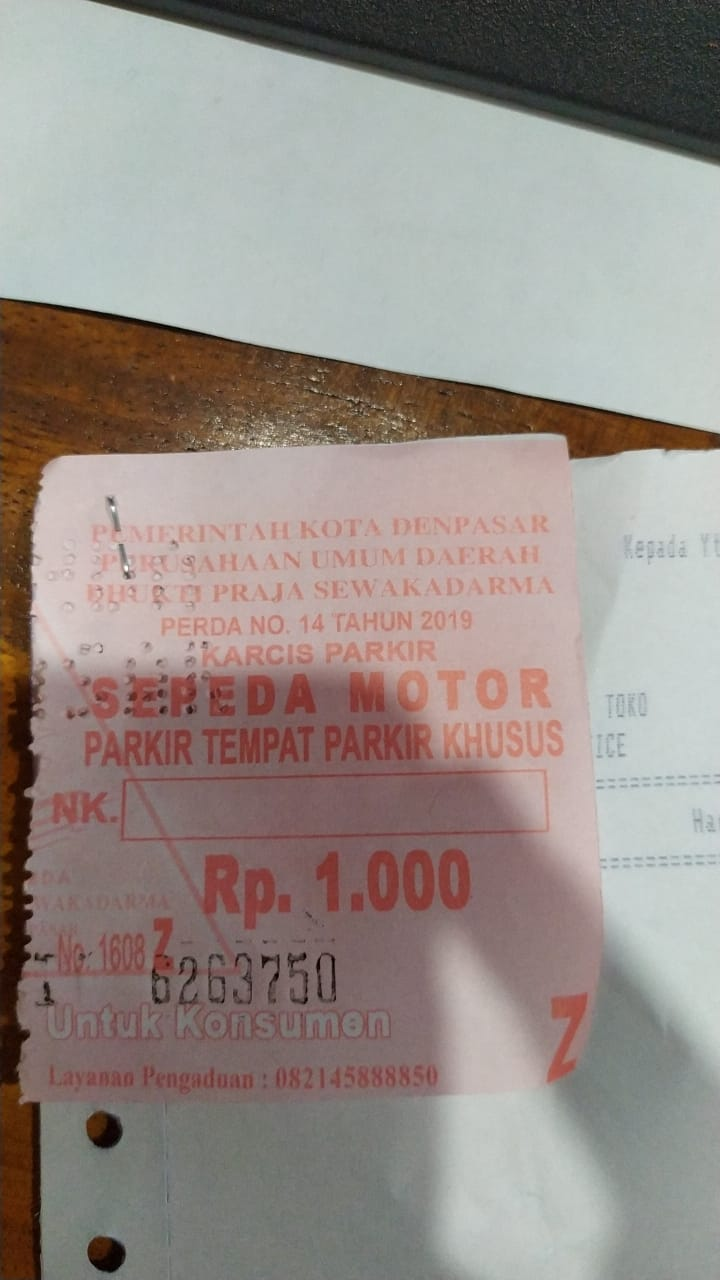 PEMERINTAH KOTA DENPASAR
PERUSAHAAN UMUM DAERAH
BHUKTI PRAJA SEWAKADARMA
PERDA NO. 14 TAHUN 2019
KARCIS PARKIR
SEPEDA MOTOR
PARKIR TEMPAT PARKIR KHUSUS
NK.
Rp. 1.000
No. 1608 Z
6263750
Untuk Konsumen
Z
Layanan Pengaduan : 082145888850
Kepada Yt
TOKO
ICE
Ha